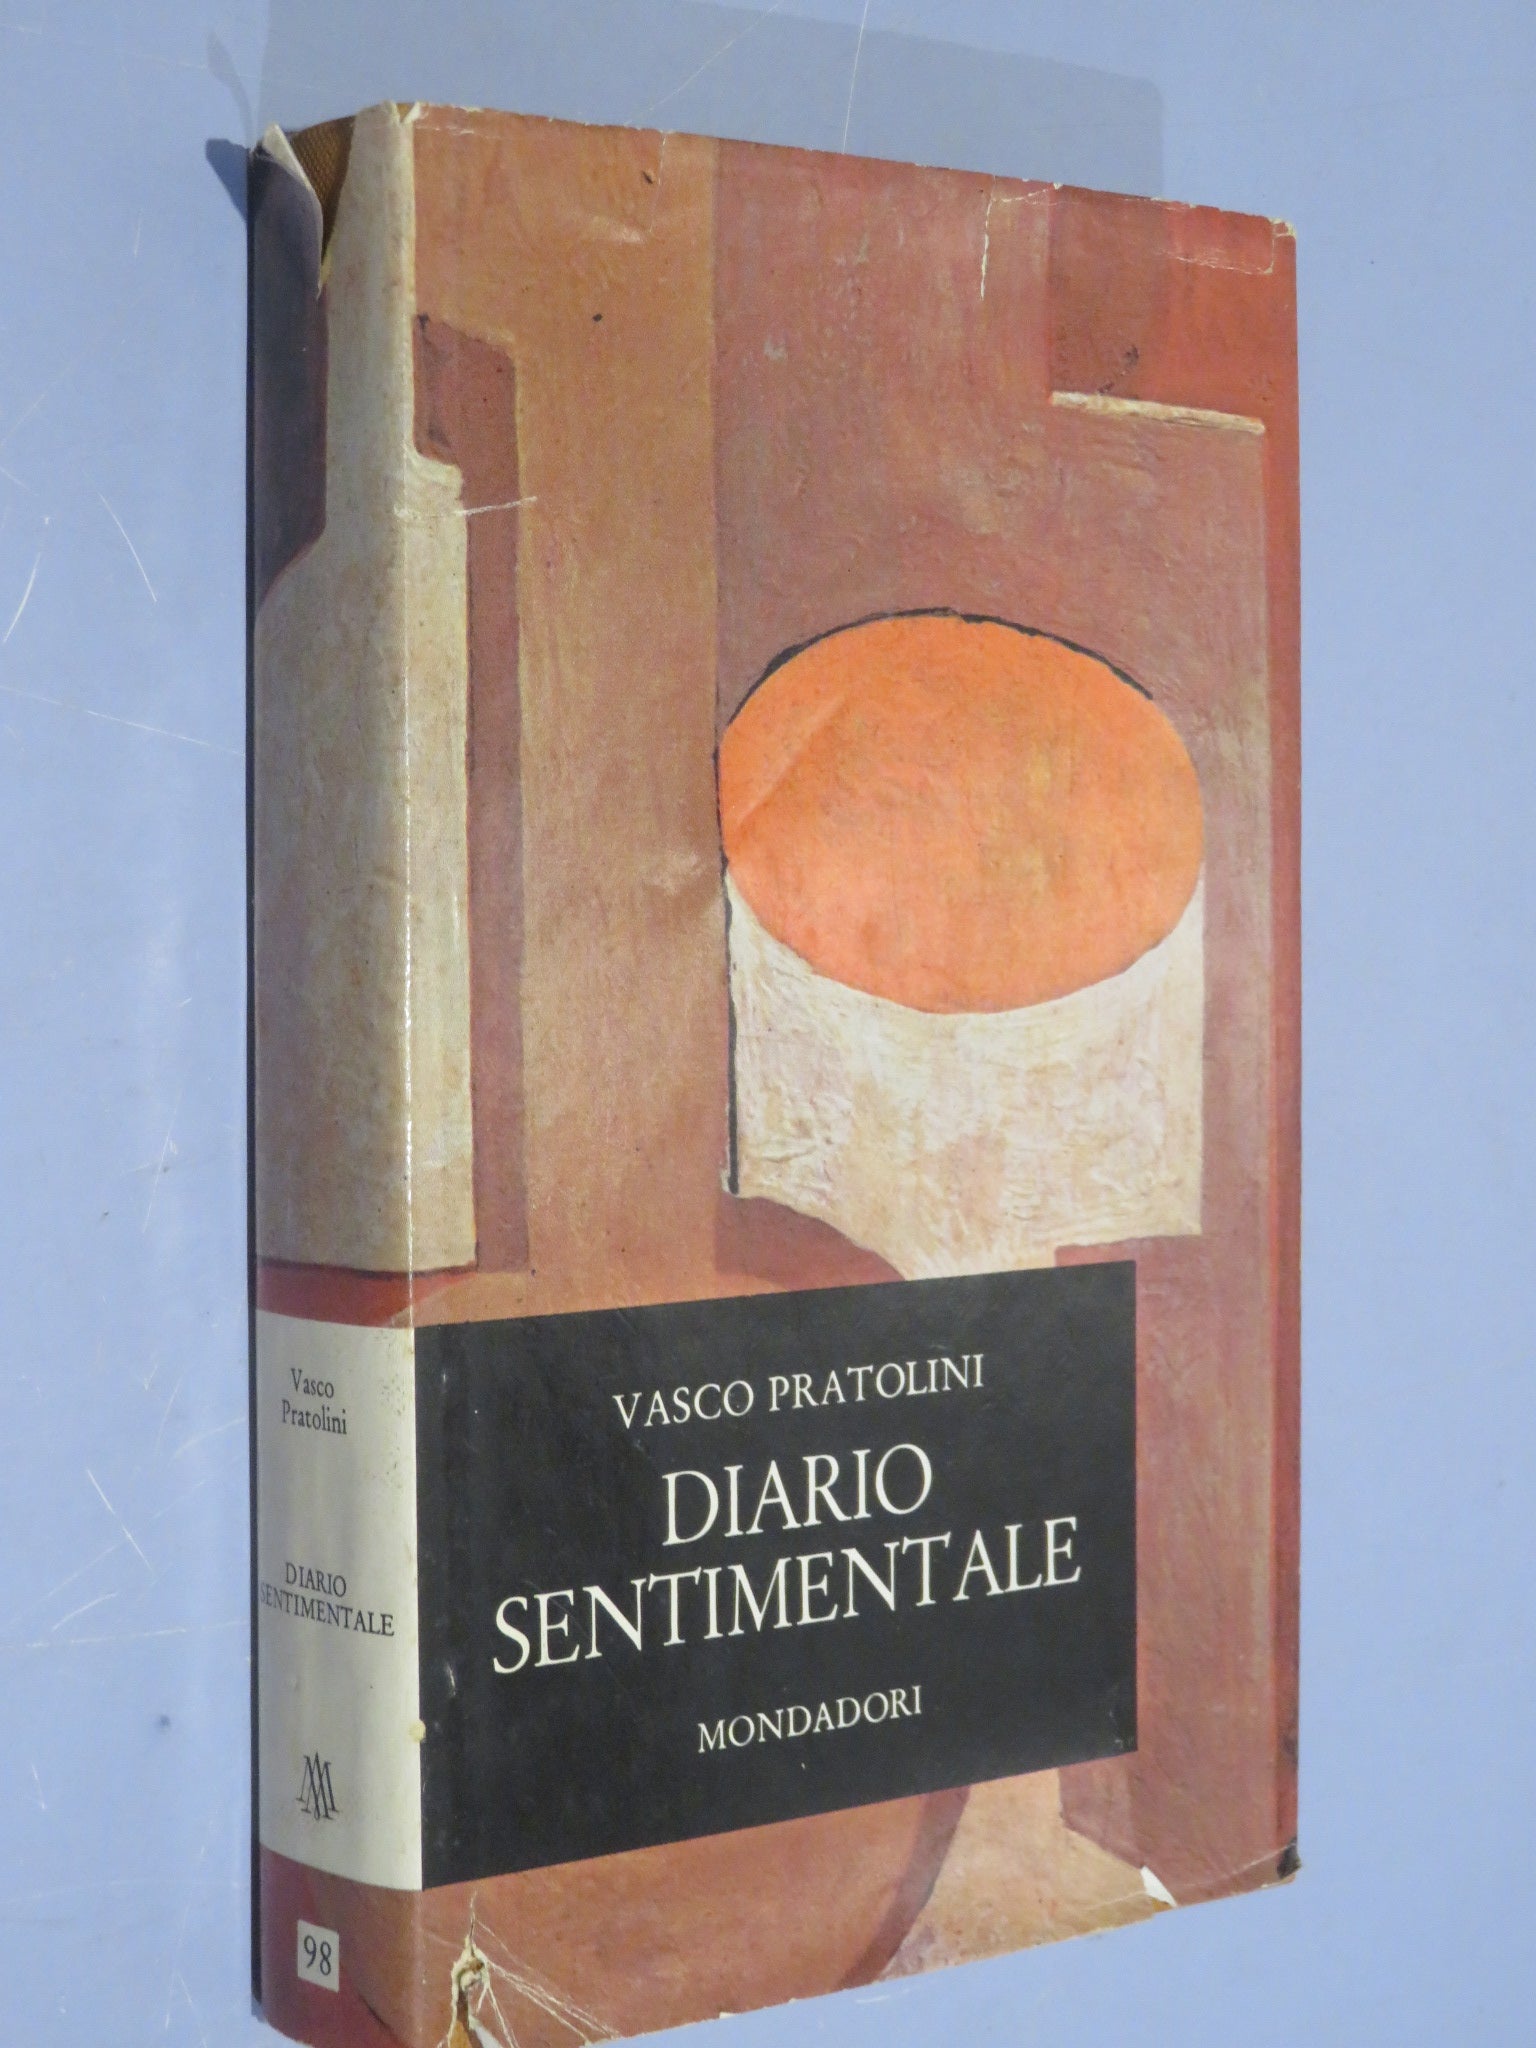 Vasco
Pratolini
DIARIO
SENTIMENTALE
98
VASCO PRATOLINI
DIARIO
SENTIMENTALE
MONDADORI